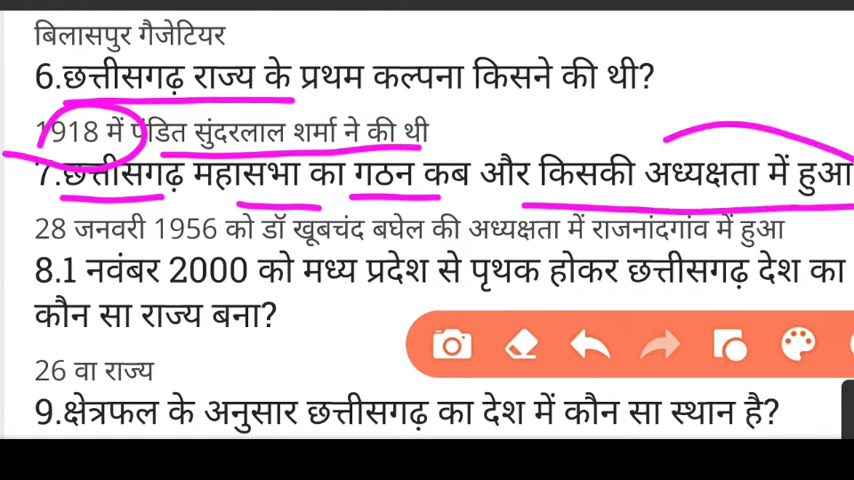 बिलासपुर गैजेटियर
6.छत्तीसगढ़ राज्य के प्रथम कल्पना किसने की थी?
1918 में पंडित सुंदरलाल शर्मा ने की थी
7.छत्तीसगढ़ महासभा का गठन कब और किसकी अध्यक्षता में हुआ
28 जनवरी 1956 को डॉ खूबचंद बघेल की अध्यक्षता में राजनांदगांव में हुआ
8.1 नवंबर 2000 को मध्य प्रदेश से पृथक होकर छत्तीसगढ़ देश का
कौन सा राज्य बना?
26 वा राज्य
9.क्षेत्रफल के अनुसार छत्तीसगढ़ का देश में कौन सा स्थान है?